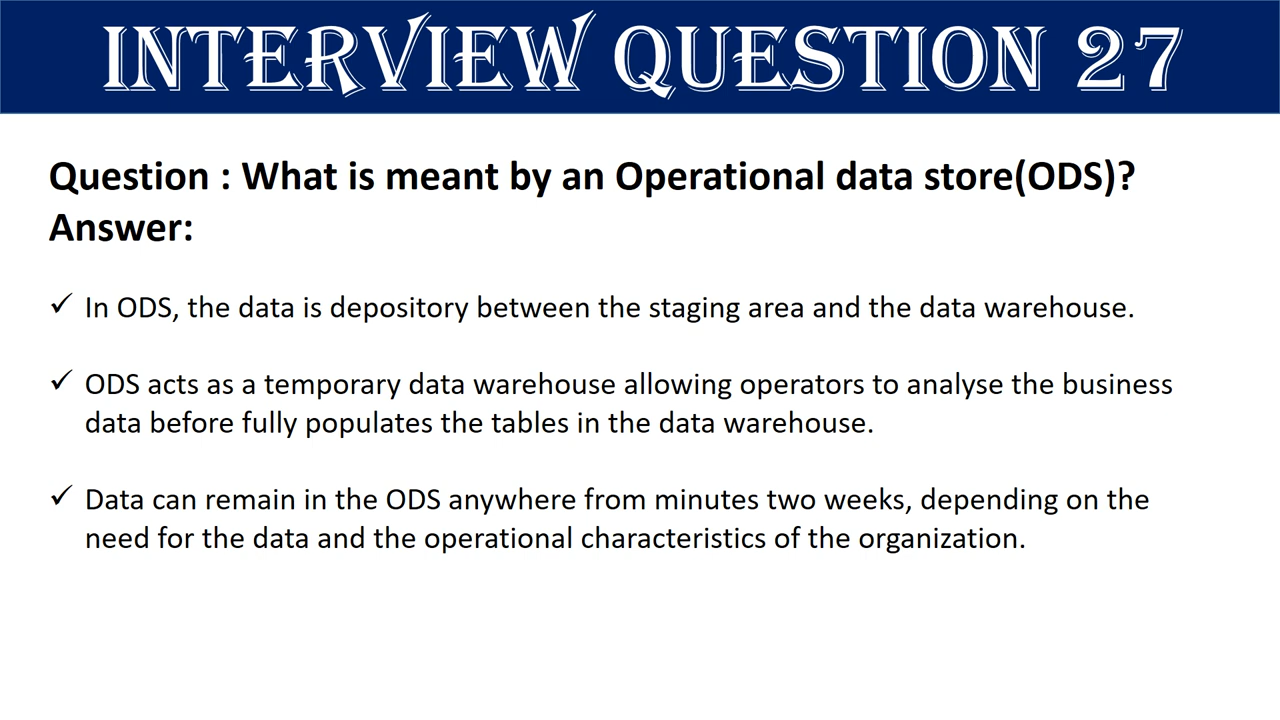 INTERVIEW QUESTION 27
Question : What is meant by an Operational data store(ODS)?
Answer:
✓ In ODS, the data is depository between the staging area and the data warehouse.
✓ ODS acts as a temporary data warehouse allowing operators to analyse the business
data before fully populates the tables in the data warehouse.
✓ Data can remain in the ODS anywhere from minutes two weeks, depending on the
need for the data and the operational characteristics of the organization.